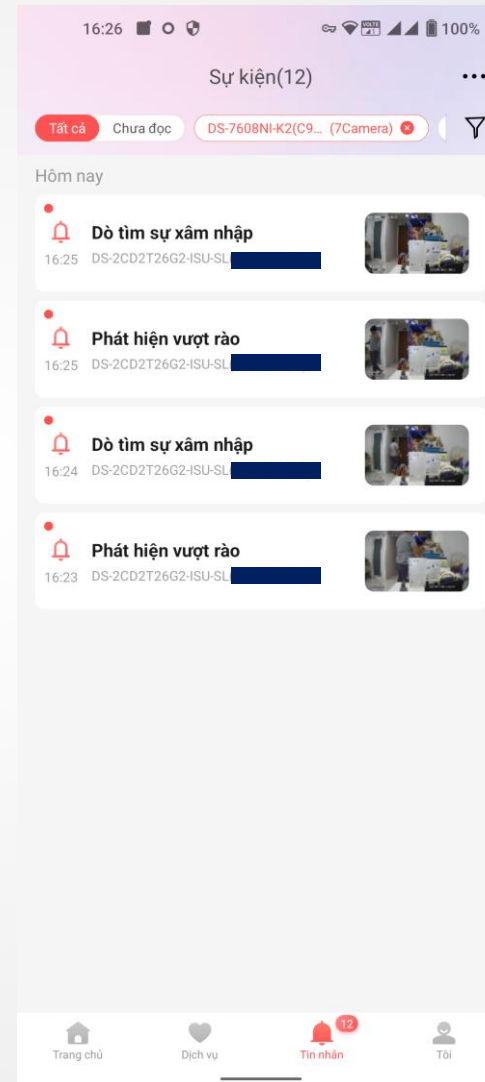 16:26 100%
Sự kiện(12)
Tất cả Chưa đọc DS-7608NI-K2(C9... (7Camera)
Hôm nay
Dò tìm sự xâm nhập
16:25 DS-2CD2T26G2-ISU-SL(
Phát hiện vượt rào
16:25 DS-2CD2T26G2-ISU-SL(
Dò tìm sự xâm nhập
16:24 DS-2CD2T26G2-ISU-SL(
Phát hiện vượt rào
16:23 DS-2CD2T26G2-ISU-SL(
12
Trang chủ Dịch vụ Tin nhắn Tôi